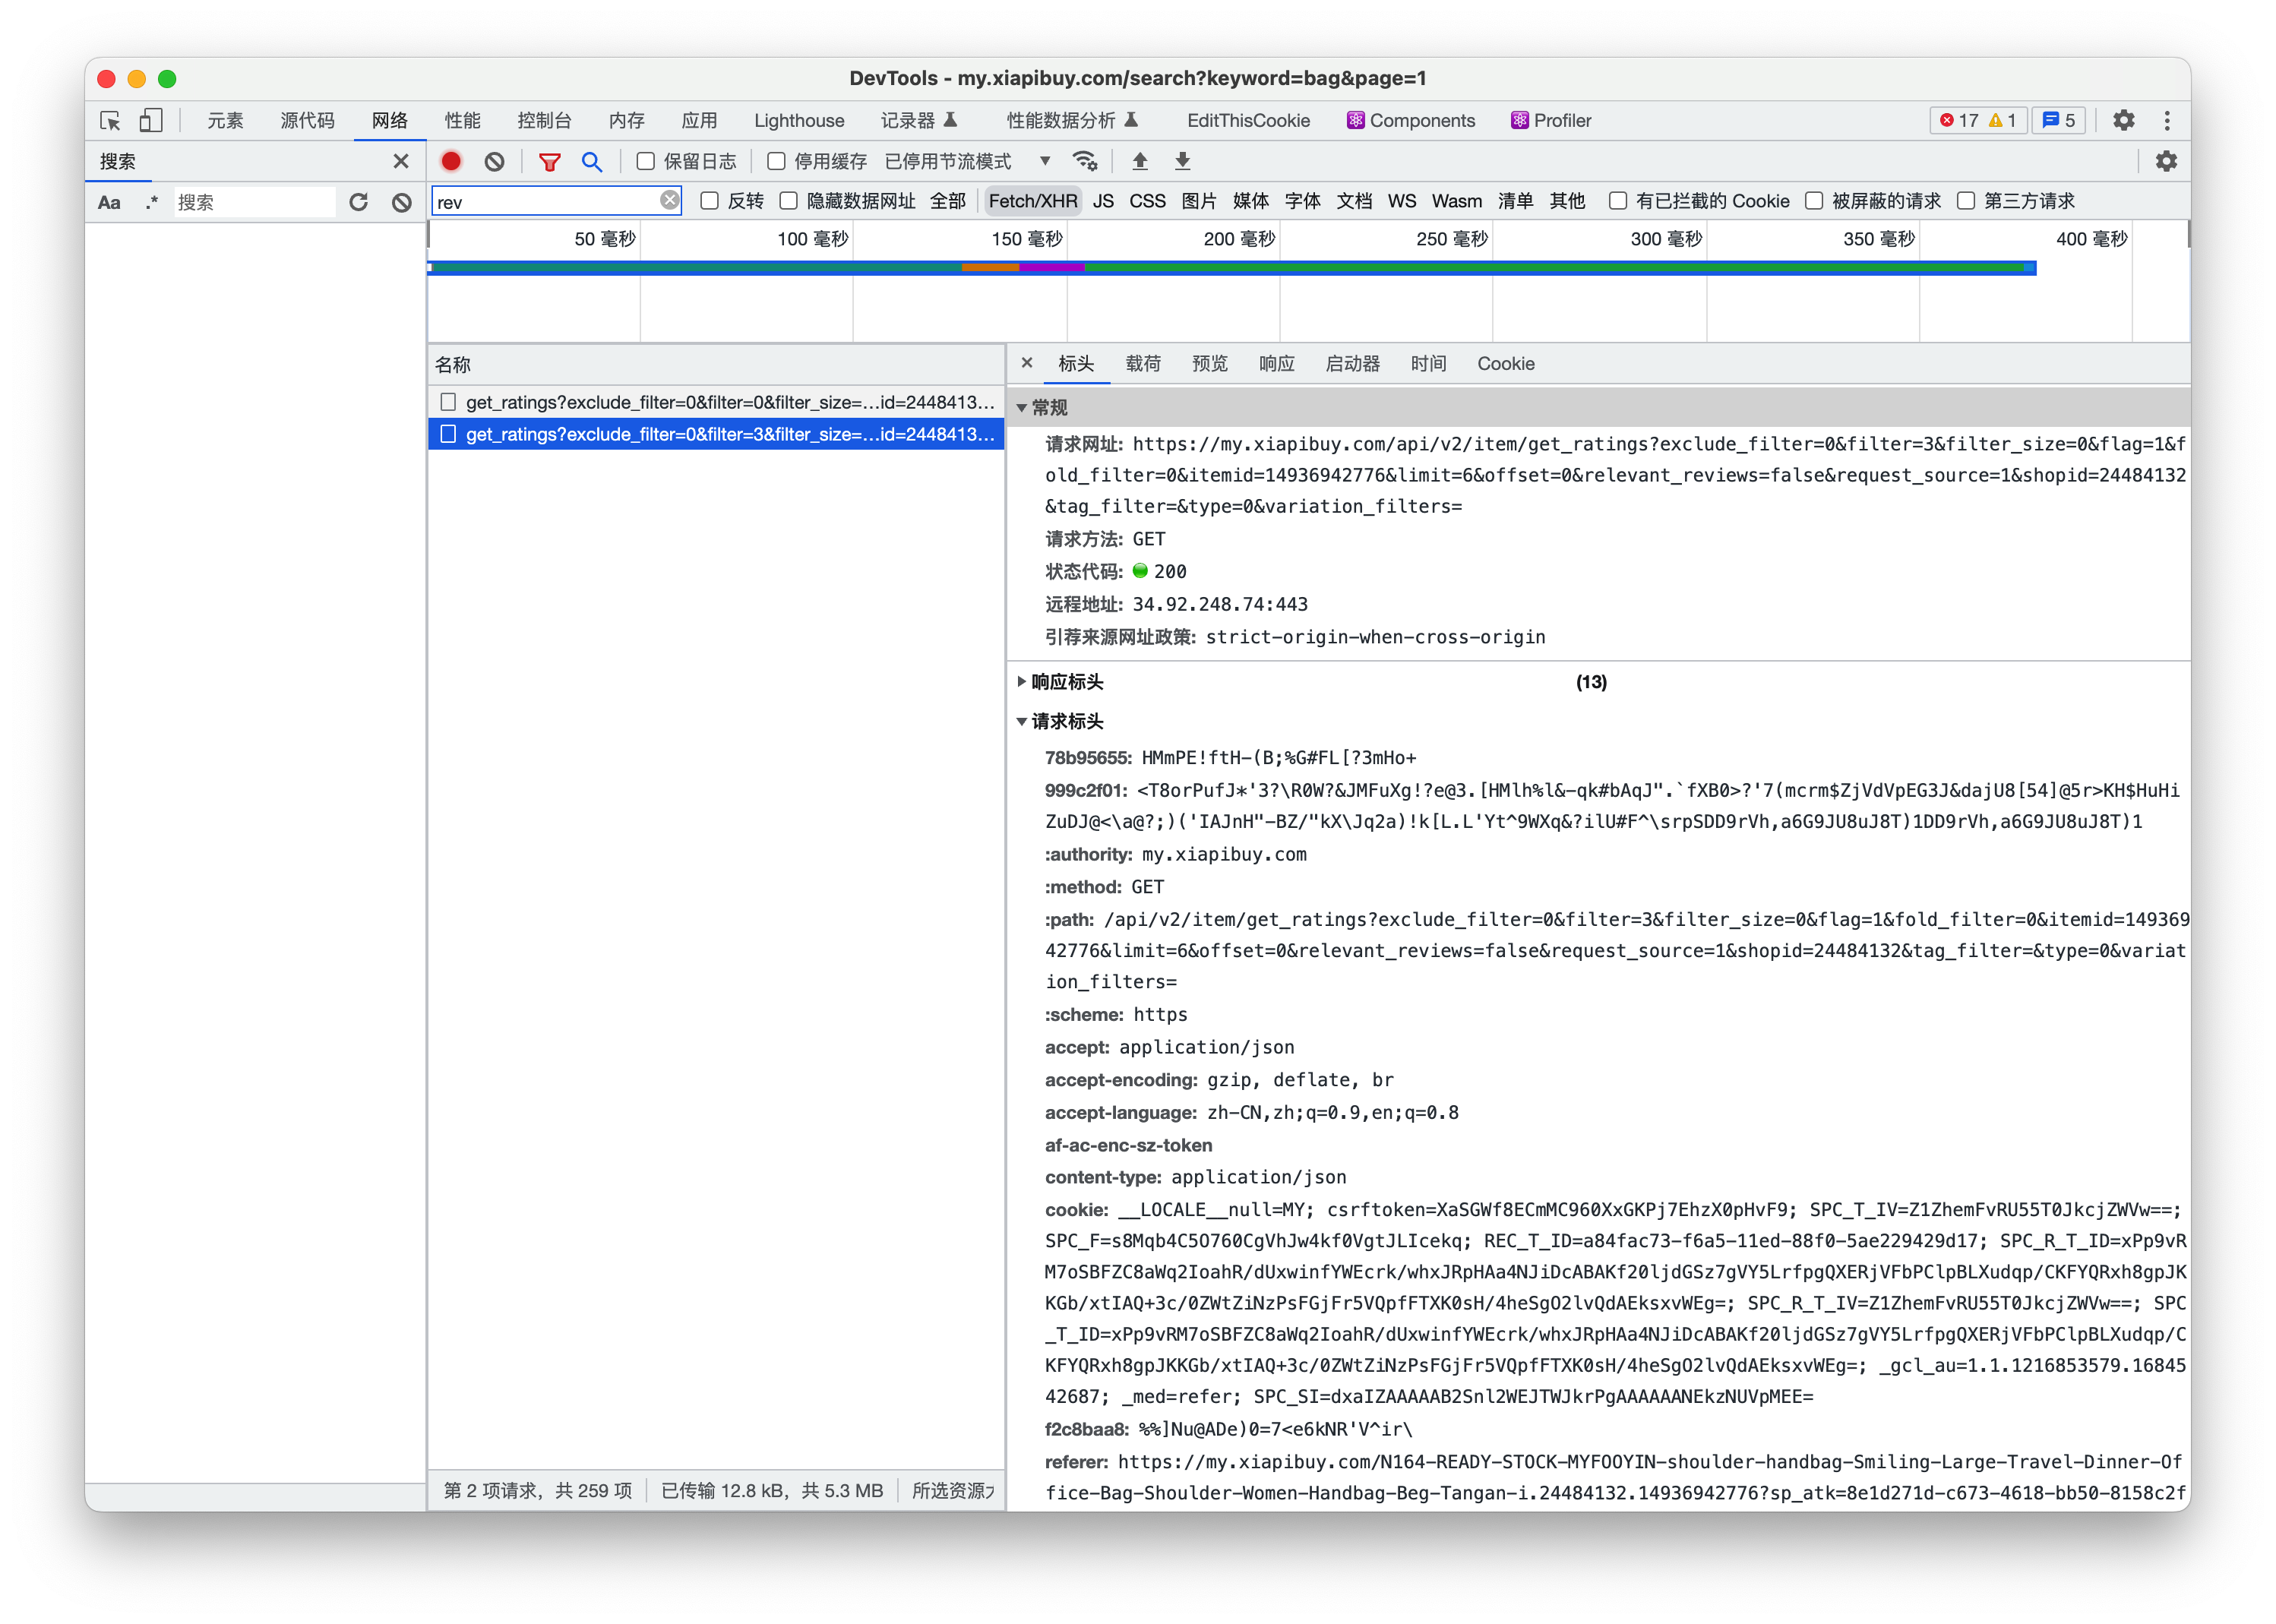 DevTools - my.xiapibuy.com/search?keyword=bag&page=1
元素 源代码 网络 性能 控制台 内存 应用 Lighthouse 记录器 性能数据分析 EditThisCookie Components Profiler 17 1 5
搜索
保留日志 停用缓存 已停用节流模式
Aa .* 搜索
rev 反转 隐藏数据网址 全部 Fetch/XHR JS CSS 图片 媒体 字体 文档 WS Wasm 清单 其他 有已拦截的 Cookie 被屏蔽的请求 第三方请求
50 毫秒 100 毫秒 150 毫秒 200 毫秒 250 毫秒 300 毫秒 350 毫秒 400 毫秒
名称
get_ratings?exclude_filter=0&filter=0&filter_size=...id=2448413...
get_ratings?exclude_filter=0&filter=3&filter_size=...id=2448413...
第 2 项请求，共 259 项 已传输 12.8 kB，共 5.3 MB 所选资源
标头 载荷 预览 响应 启动器 时间 Cookie
常规
请求网址: https://my.xiapibuy.com/api/v2/item/get_ratings?exclude_filter=0&filter=3&filter_size=0&flag=1&f
old_filter=0&itemid=14936942776&limit=6&offset=0&relevant_reviews=false&request_source=1&shopid=24484132
&tag_filter=&type=0&variation_filters=
请求方法: GET
状态代码: 200
远程地址: 34.92.248.74:443
引荐来源网址政策: strict-origin-when-cross-origin
响应标头 (13)
请求标头
78b95655: HMmPE!ftH-(B;%G#FL[?3mHo+
999c2f01: <T8orPufJ*'3?\R0W?&JMFuXg!?e@3.[HMlh%l&-qk#bAqJ".`fXB0>?'7(mcrm$ZjVdVpEG3J&dajU8[54]@5r>KH$HuHi
ZuDJ@<\a@?;)('IAJnH"-BZ/"kX\Jq2a)!k[L.L'Yt^9WXq&?ilU#F^\srpSDD9rVh,a6G9JU8uJ8T)1DD9rVh,a6G9JU8uJ8T)1
:authority: my.xiapibuy.com
:method: GET
:path: /api/v2/item/get_ratings?exclude_filter=0&filter=3&filter_size=0&flag=1&fold_filter=0&itemid=149369
42776&limit=6&offset=0&relevant_reviews=false&request_source=1&shopid=24484132&tag_filter=&type=0&variat
ion_filters=
:scheme: https
accept: application/json
accept-encoding: gzip, deflate, br
accept-language: zh-CN,zh;q=0.9,en;q=0.8
af-ac-enc-sz-token
content-type: application/json
cookie: __LOCALE__null=MY; csrftoken=XaSGWf8ECmMC960XxGKPj7EhzX0pHvF9; SPC_T_IV=Z1ZhemFvRU55T0JkcjZWVw==;
SPC_F=s8Mqb4C5O760CgVhJw4kf0VgtJLIcekq; REC_T_ID=a84fac73-f6a5-11ed-88f0-5ae229429d17; SPC_R_T_ID=xPp9vR
M7oSBFZC8aWq2IoahR/dUxwinfYWEcrk/whxJRpHAa4NJiDcABAKf20ljdGSz7gVY5LrfpgQXERjVFbPClpBLXudqp/CKFYQRxh8gpJK
KGb/xtIAQ+3c/0ZWtZiNzPsFGjFr5VQpfFTXK0sH/4heSgO2lvQdAEksxvWEg=; SPC_R_T_IV=Z1ZhemFvRU55T0JkcjZWVw==; SPC
_T_ID=xPp9vRM7oSBFZC8aWq2IoahR/dUxwinfYWEcrk/whxJRpHAa4NJiDcABAKf20ljdGSz7gVY5LrfpgQXERjVFbPClpBLXudqp/C
KFYQRxh8gpJKKGb/xtIAQ+3c/0ZWtZiNzPsFGjFr5VQpfFTXK0sH/4heSgO2lvQdAEksxvWEg=; _gcl_au=1.1.1216853579.16845
42687; _med=refer; SPC_SI=dxaIZAAAAAB2Snl2WEJTWJkrPgAAAAAANEkzNUVpMEE=
f2c8baa8: %%]Nu@ADe)0=7<e6kNR'V^ir\
referer: https://my.xiapibuy.com/N164-READY-STOCK-MYFOOYIN-shoulder-handbag-Smiling-Large-Travel-Dinner-Of
fice-Bag-Shoulder-Women-Handbag-Beg-Tangan-i.24484132.14936942776?sp_atk=8e1d271d-c673-4618-bb50-8158c2f